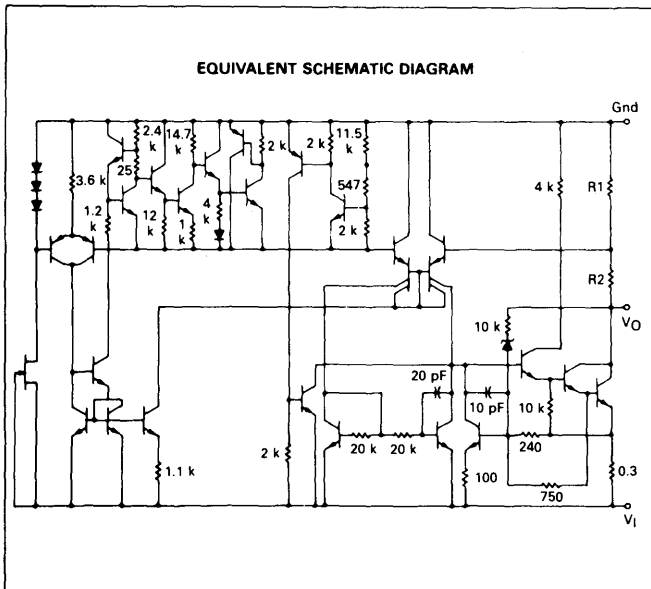 EQUIVALENT SCHEMATIC DIAGRAM
Gnd
2.4 k
14.7 k
2 k
2 k
11.5 k
3.6 k
25
4 k
R1
547
1.2 k
12 k
1 k
4 k
2 k
R2
VO
10 k
20 pF
10 pF
10 k
20 k
20 k
240
1.1 k
2 k
100
0.3
750
VI